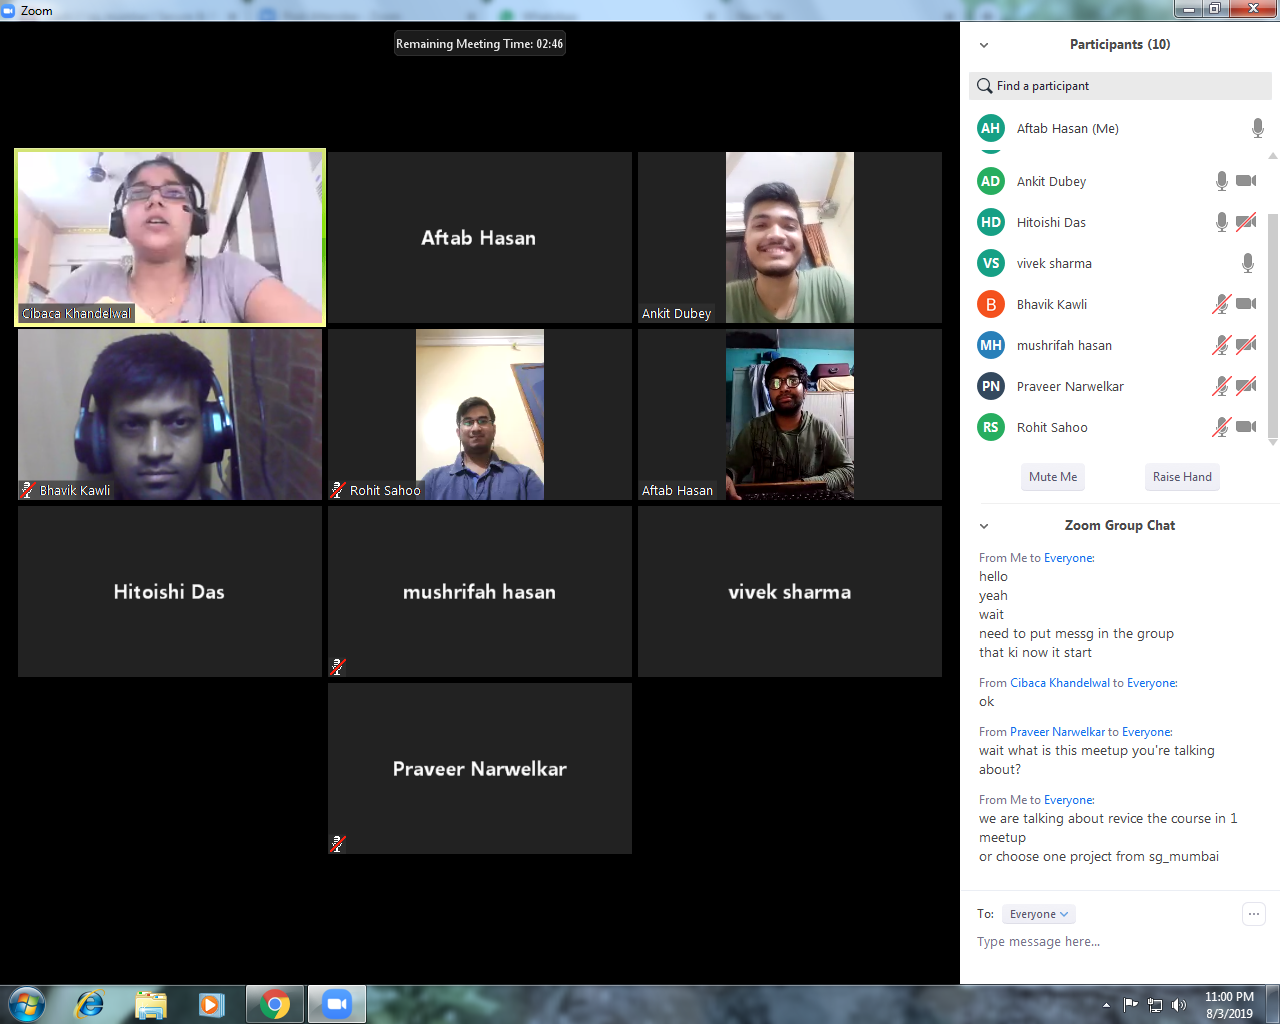 Zoom
Remaining Meeting Time: 02:46
Cibaca Khandelwal
Aftab Hasan
Ankit Dubey
Bhavik Kawli
Rohit Sahoo
Aftab Hasan
Hitoishi Das
mushrifah hasan
vivek sharma
Praveer Narwelkar
Participants (10)
Find a participant
AH Aftab Hasan (Me)
AD Ankit Dubey
HD Hitoishi Das
VS vivek sharma
B Bhavik Kawli
MH mushrifah hasan
PN Praveer Narwelkar
RS Rohit Sahoo
Mute Me Raise Hand
Zoom Group Chat
From Me to Everyone:
hello
yeah
wait
need to put messg in the group
that ki now it start
From Cibaca Khandelwal to Everyone:
ok
From Praveer Narwelkar to Everyone:
wait what is this meetup you're talking
about?
From Me to Everyone:
we are talking about revice the course in 1
meetup
or choose one project from sg_mumbai
To: Everyone
Type message here...
11:00 PM
8/3/2019